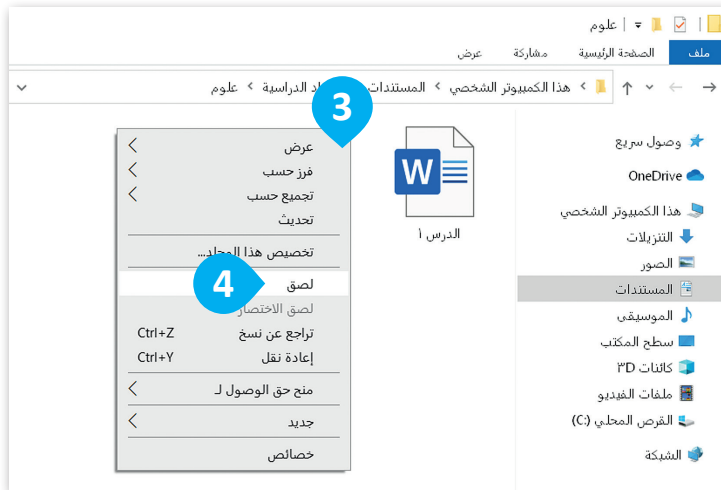 علوم
ملف
الصفحة الرئيسية
مشاركة
عرض
هذا الكمبيوتر الشخصي
المستندات
الدراسية
علوم
3
وصول سريع
OneDrive
هذا الكمبيوتر الشخصي
التنزيلات
الصور
المستندات
الموسيقى
سطح المكتب
كائنات 3D
ملفات الفيديو
القرص المحلي (C:)
الشبكة
W
الدرس ١
عرض
فرز حسب
تجميع حسب
تحديث
تخصيص هذا المجلد...
لصق
4
لصق الاختصار
تراجع عن نسخ Ctrl+Z
إعادة نقل Ctrl+Y
منح حق الوصول لـ
جديد
خصائص